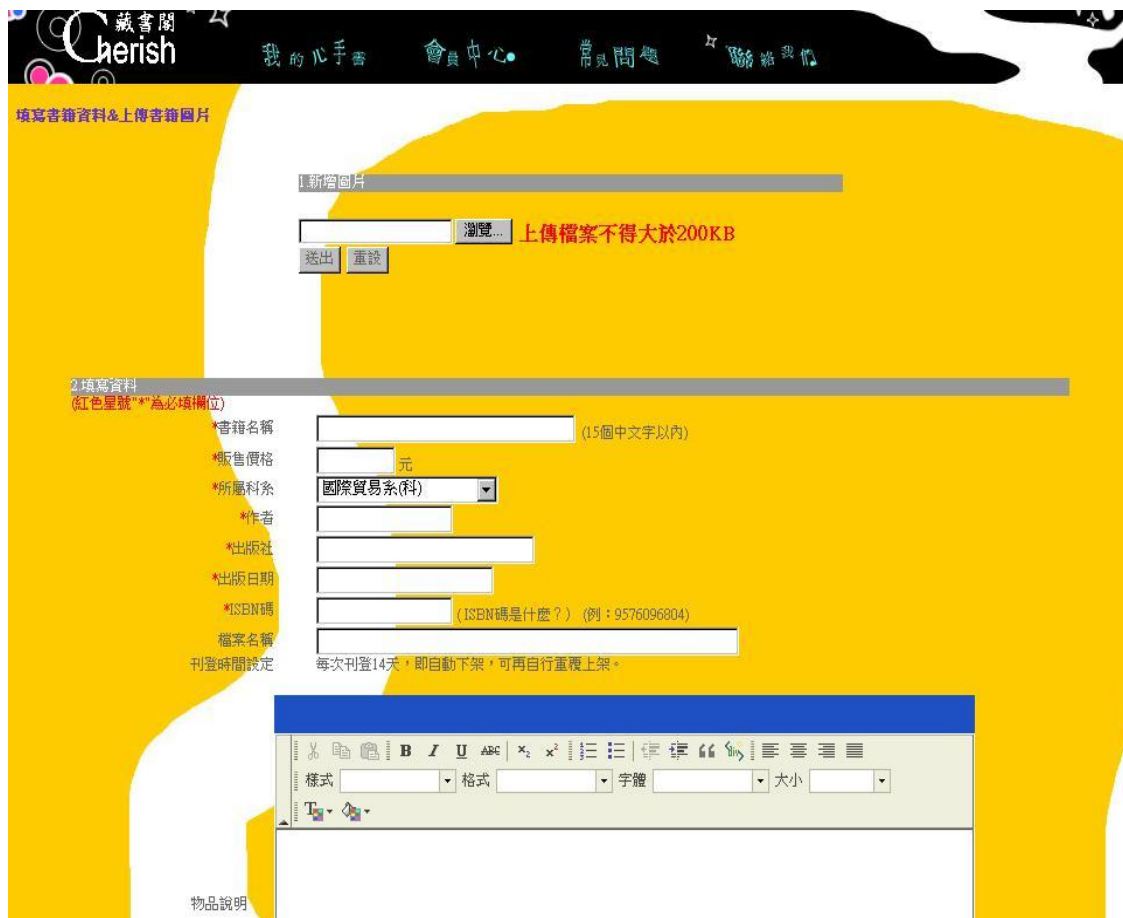 藏書閣
Cherish
我的心手書 會員中心 常見問題 聯絡我們
填寫書籍資料&上傳書籍圖片
1.新增圖片
瀏覽... 上傳檔案不得大於200KB
送出 重設
2.填寫資料
(紅色星號"*"為必填欄位)
*書籍名稱 (15個中文字以內)
*販售價格 元
*所屬科系 國際貿易系(科)
*作者
*出版社
*出版日期
*ISBN碼 (ISBN碼是什麼？) (例：9576096804)
檔案名稱
刊登時間設定 每次刊登14天，即自動下架，可再自行重覆上架。
B I U ABC x₂ x²
樣式 格式 字體 大小
物品說明